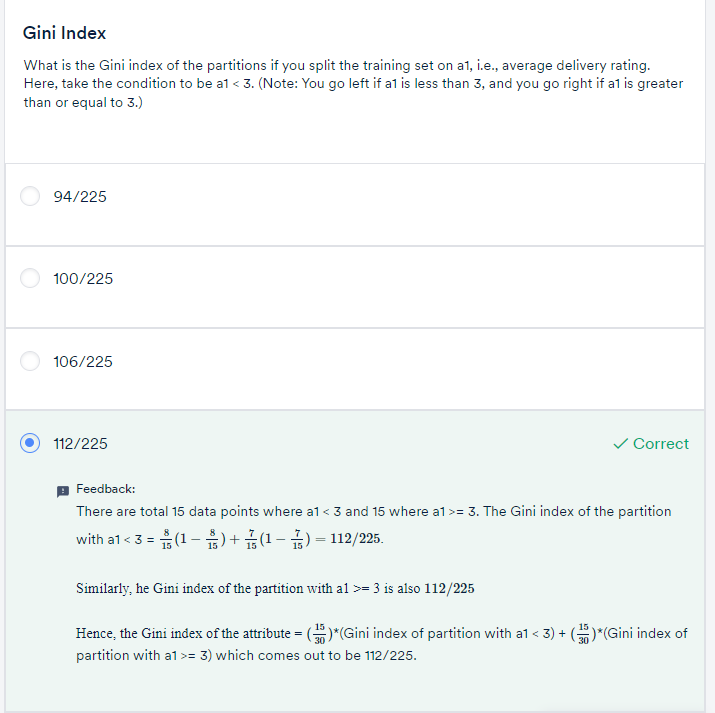 Gini Index
What is the Gini index of the partitions if you split the training set on a1, i.e., average delivery rating.
Here, take the condition to be a1 < 3. (Note: You go left if a1 is less than 3, and you go right if a1 is greater
than or equal to 3.)
94/225
100/225
106/225
112/225
✓ Correct
Feedback:
There are total 15 data points where a1 < 3 and 15 where a1 >= 3. The Gini index of the partition
with a1 < 3 = 8/15(1 − 8/15) + 7/15(1 − 7/15) = 112/225.
Similarly, he Gini index of the partition with a1 >= 3 is also 112/225
Hence, the Gini index of the attribute = (15/30)*(Gini index of partition with a1 < 3) + (15/30)*(Gini index of
partition with a1 >= 3) which comes out to be 112/225.